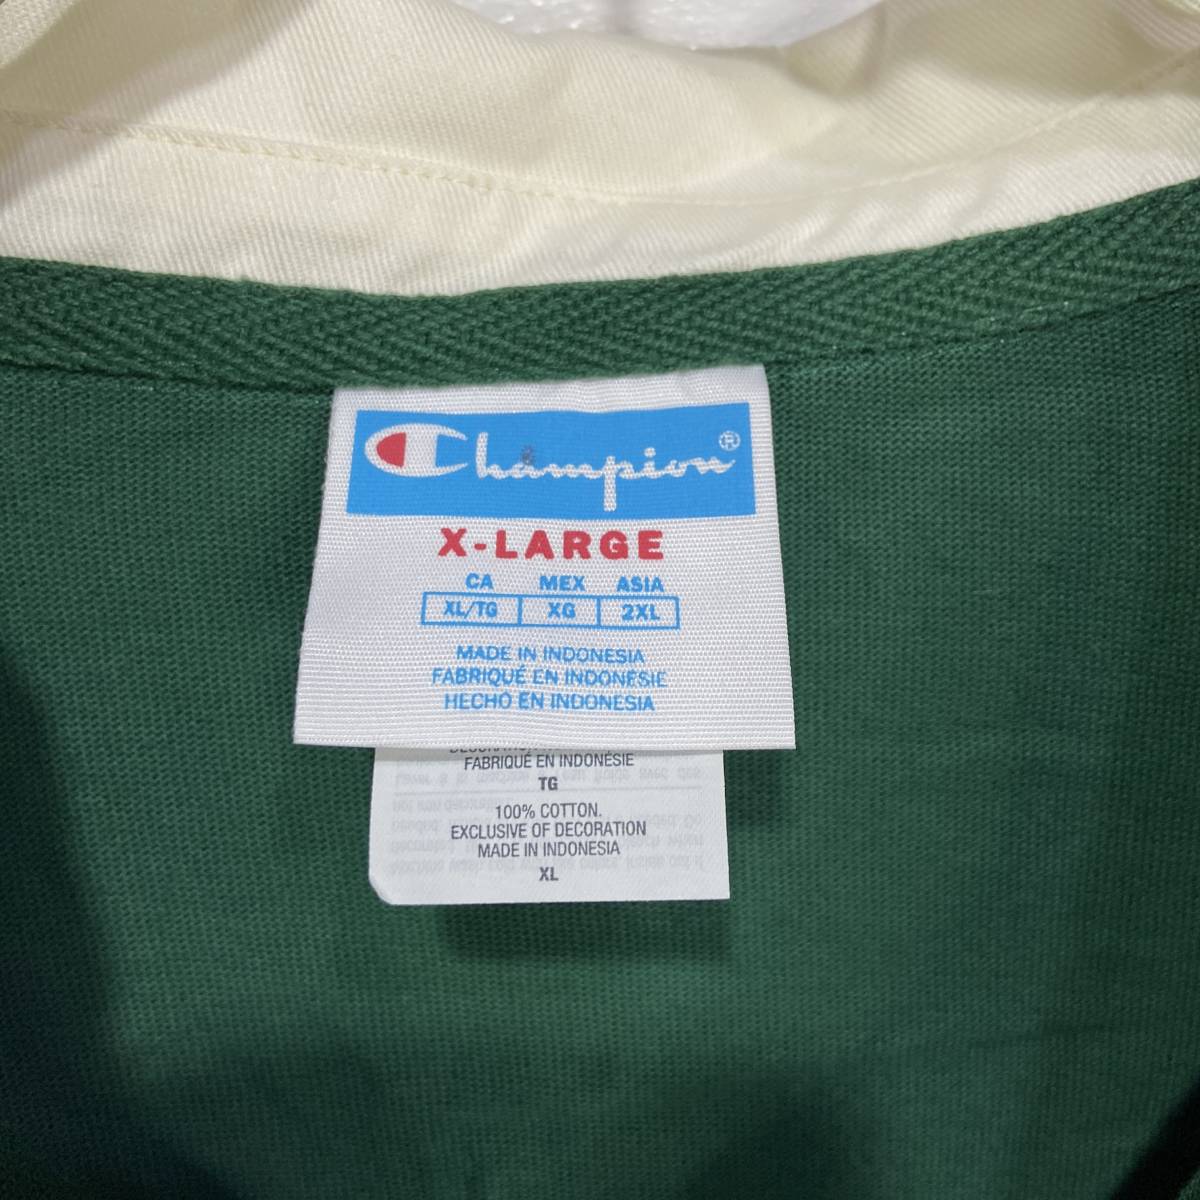 Champion®
X-LARGE
CA MEX ASIA
XL/TG XG 2XL
MADE IN INDONESIA
FABRIQUÉ EN INDONÉSIE
HECHO EN INDONESIA
FABRIQUÉ EN INDONÉSIE
TG
100% COTTON.
EXCLUSIVE OF DECORATION
MADE IN INDONESIA
XL